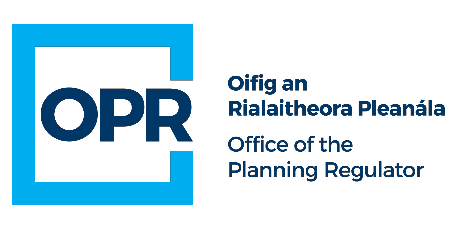 OPR
Oifig an
Rialaitheora Pleanála
Office of the
Planning Regulator